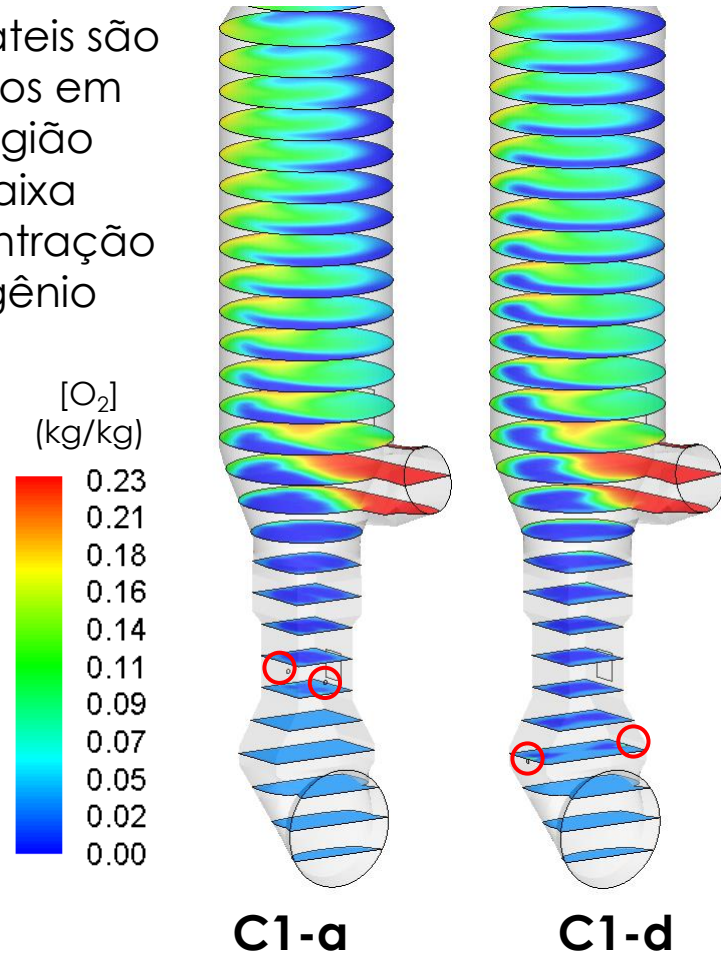 ateis são
os em
gião
aixa
ntração
gênio
[O₂]
(kg/kg)
0.23
0.21
0.18
0.16
0.14
0.11
0.09
0.07
0.05
0.02
0.00
C1-a
C1-d